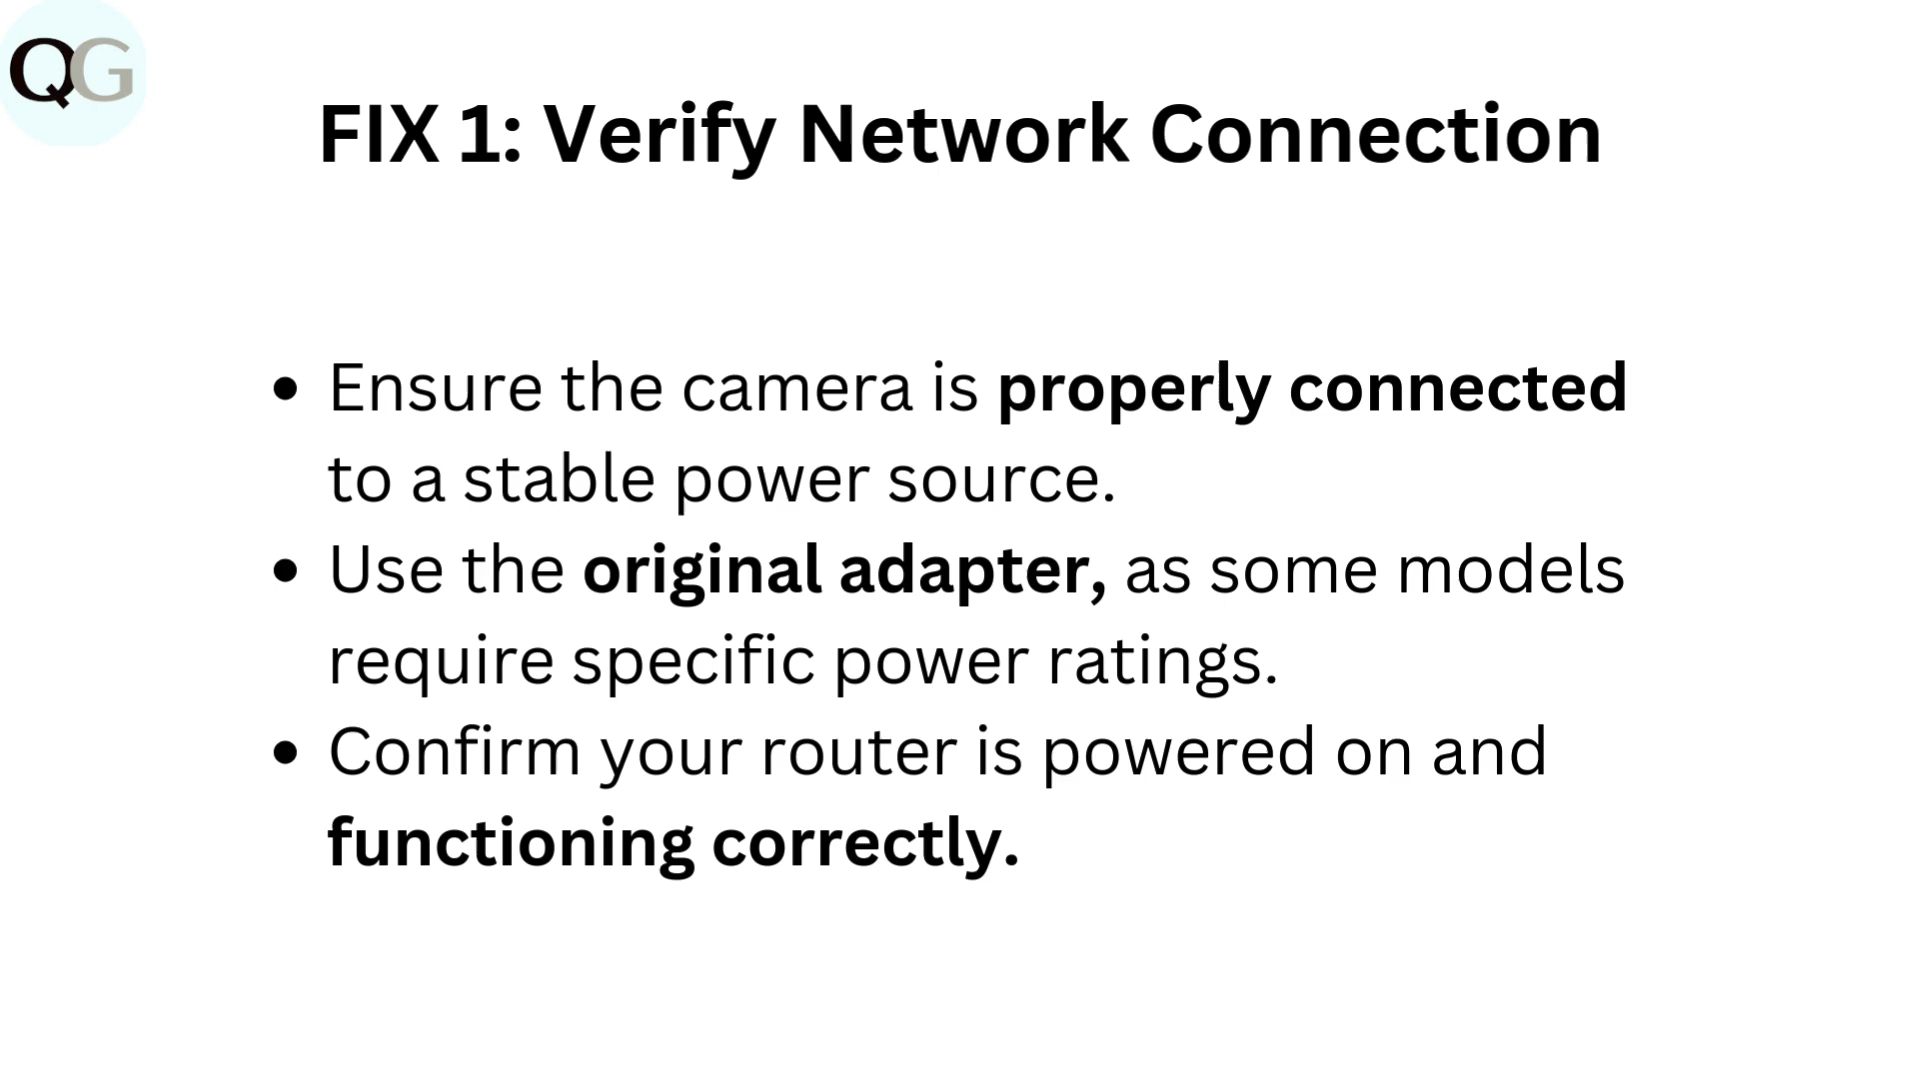 QG
FIX 1: Verify Network Connection
• Ensure the camera is properly connected
to a stable power source.
• Use the original adapter, as some models
require specific power ratings.
• Confirm your router is powered on and
functioning correctly.